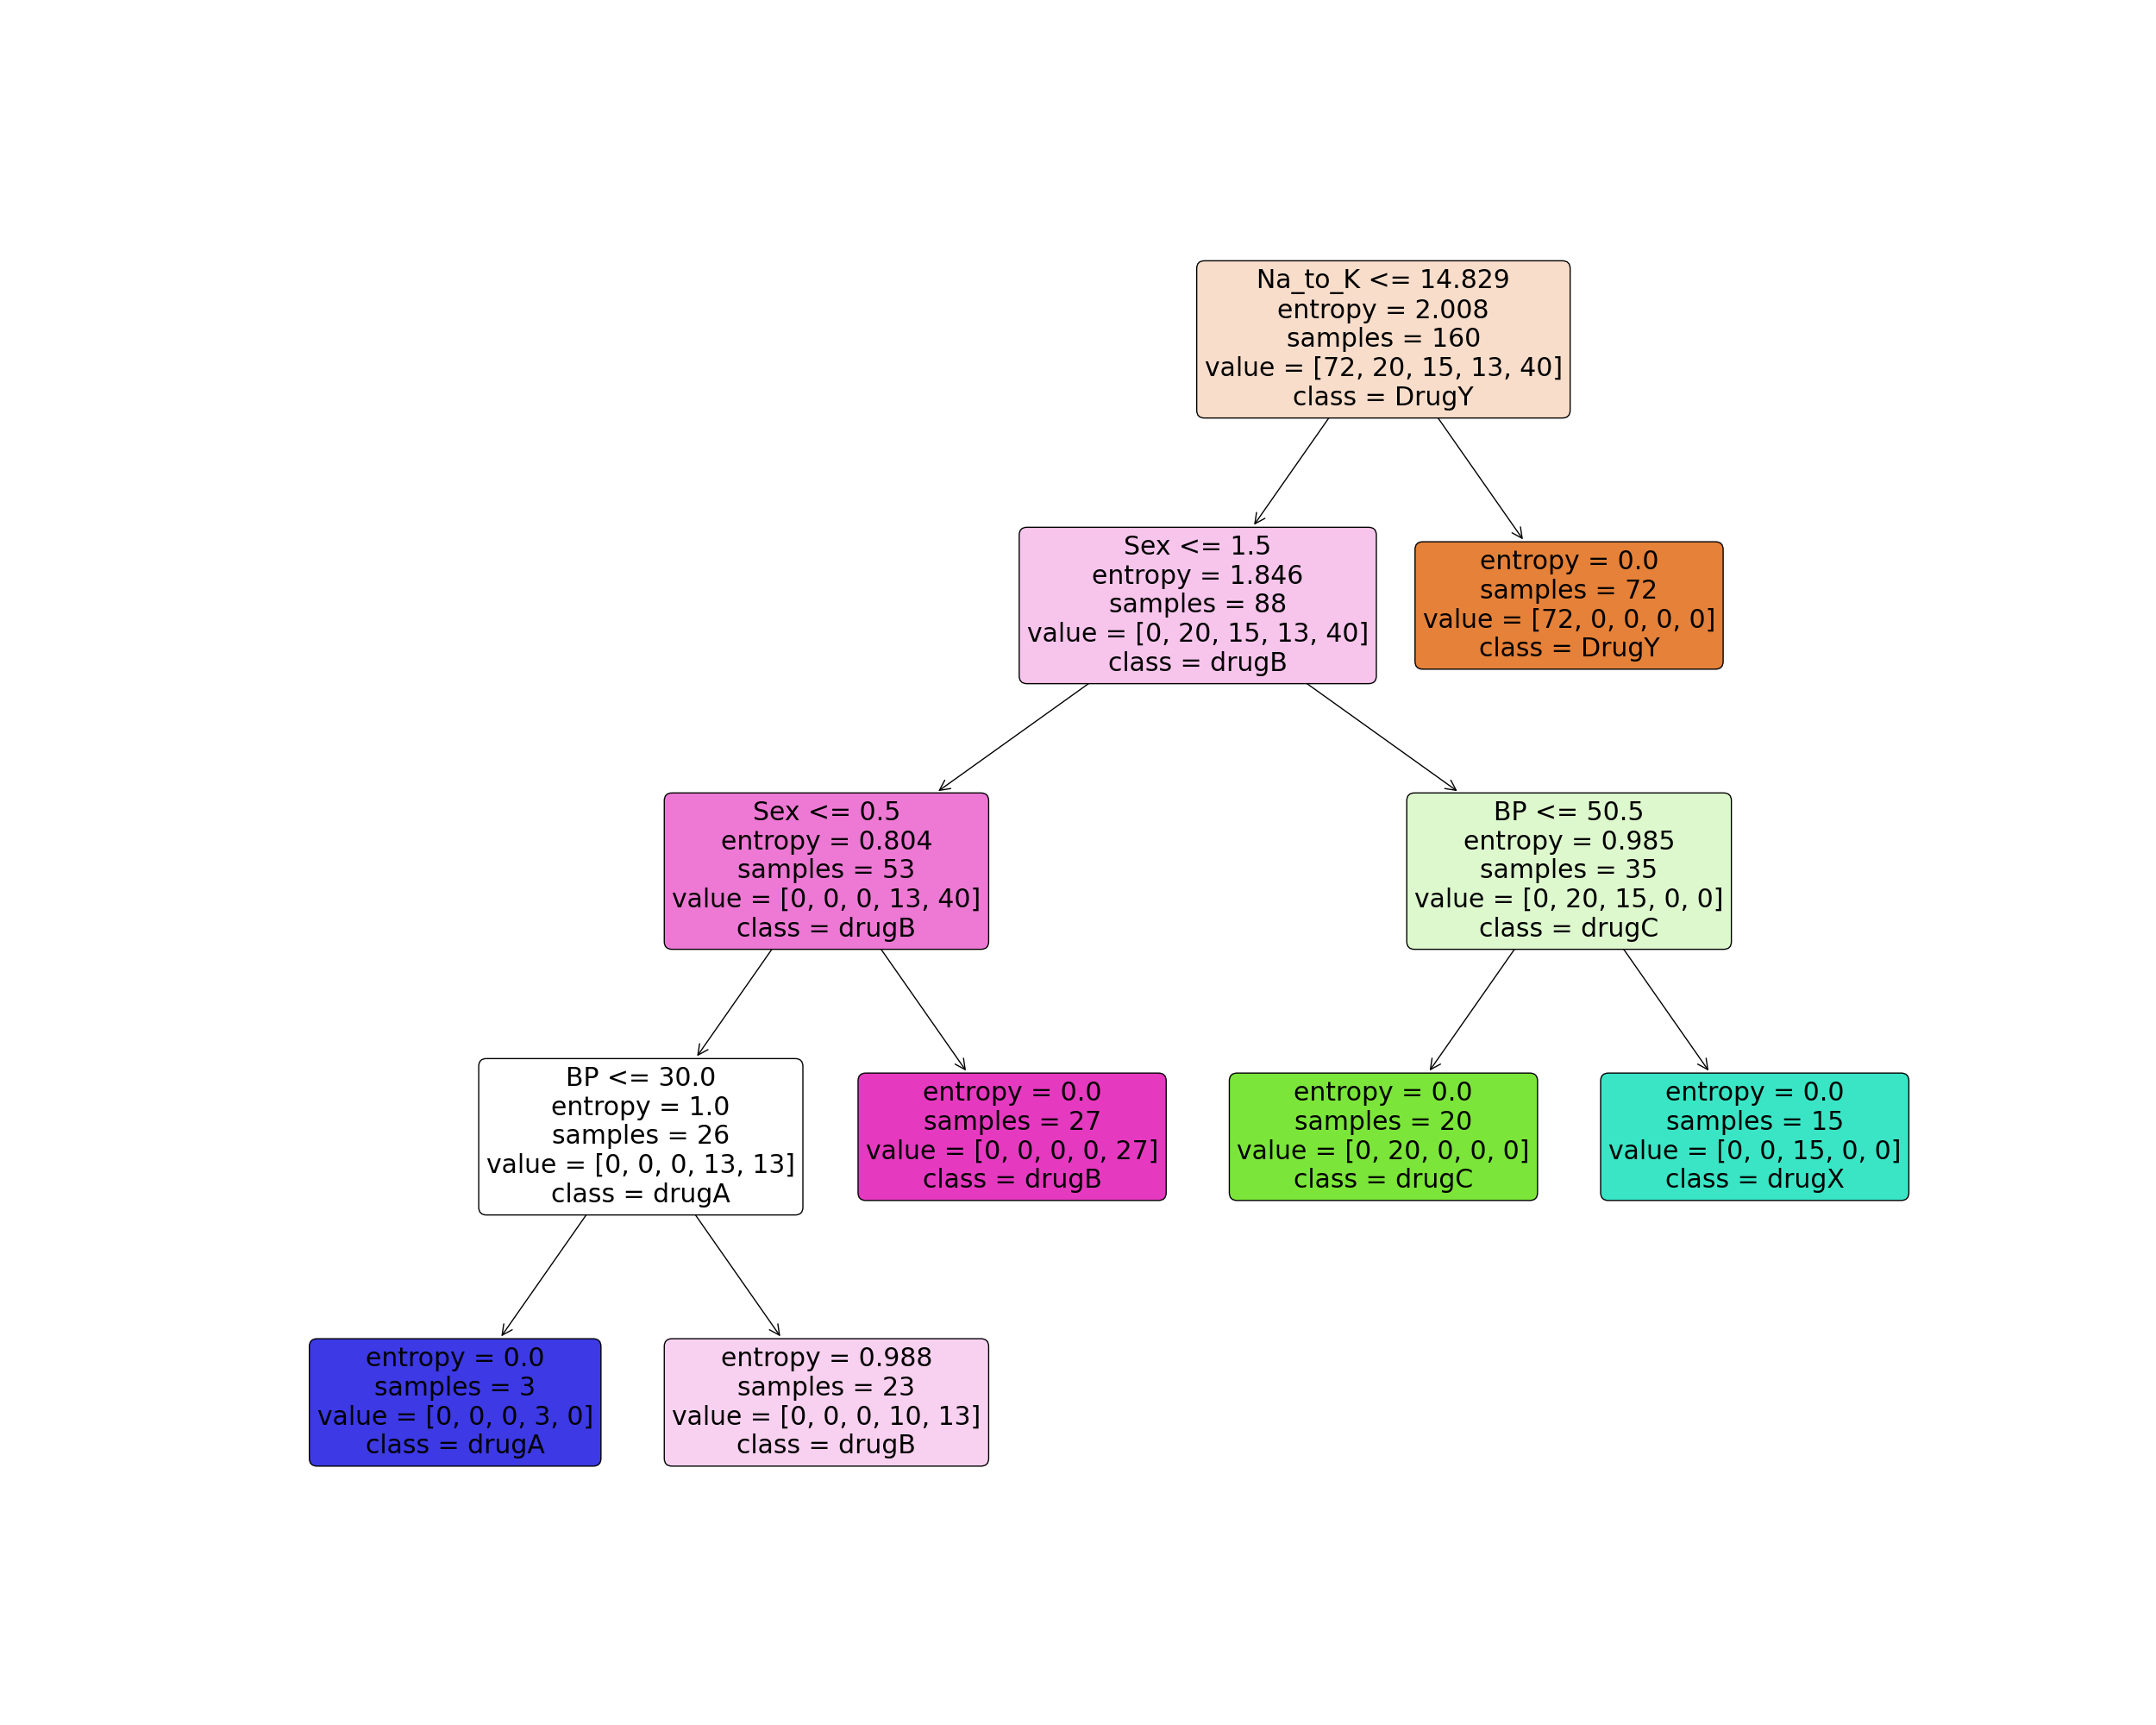 Na_to_K <= 14.829
entropy = 2.008
samples = 160
value = [72, 20, 15, 13, 40]
class = DrugY
Sex <= 1.5
entropy = 1.846
samples = 88
value = [0, 20, 15, 13, 40]
class = drugB
entropy = 0.0
samples = 72
value = [72, 0, 0, 0, 0]
class = DrugY
Sex <= 0.5
entropy = 0.804
samples = 53
value = [0, 0, 0, 13, 40]
class = drugB
BP <= 50.5
entropy = 0.985
samples = 35
value = [0, 20, 15, 0, 0]
class = drugC
BP <= 30.0
entropy = 1.0
samples = 26
value = [0, 0, 0, 13, 13]
class = drugA
entropy = 0.0
samples = 27
value = [0, 0, 0, 0, 27]
class = drugB
entropy = 0.0
samples = 20
value = [0, 20, 0, 0, 0]
class = drugC
entropy = 0.0
samples = 15
value = [0, 0, 15, 0, 0]
class = drugX
entropy = 0.0
samples = 3
value = [0, 0, 0, 3, 0]
class = drugA
entropy = 0.988
samples = 23
value = [0, 0, 0, 10, 13]
class = drugB